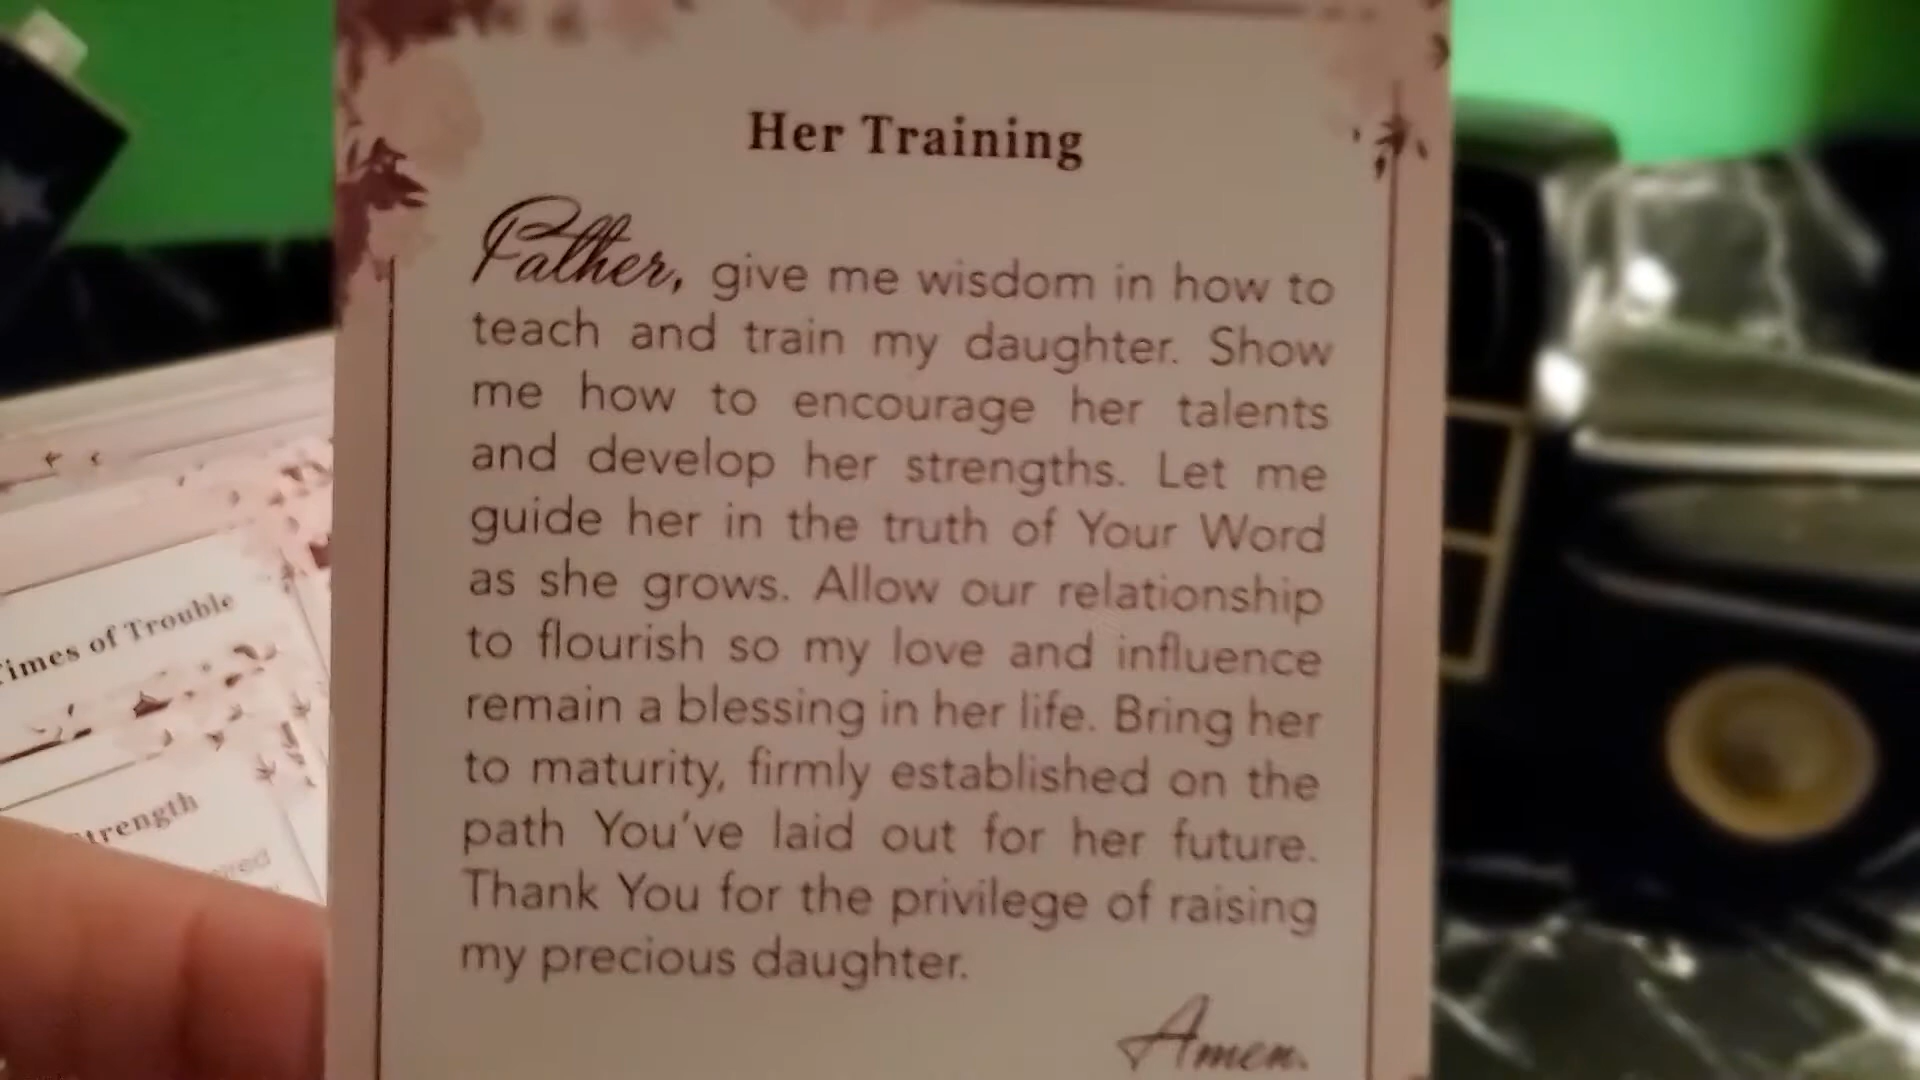 Her Training
Father, give me wisdom in how to
teach and train my daughter. Show
me how to encourage her talents
and develop her strengths. Let me
guide her in the truth of Your Word
as she grows. Allow our relationship
to flourish so my love and influence
remain a blessing in her life. Bring her
to maturity, firmly established on the
path You've laid out for her future.
Thank You for the privilege of raising
my precious daughter.
Amen.
Times of Trouble
Strength